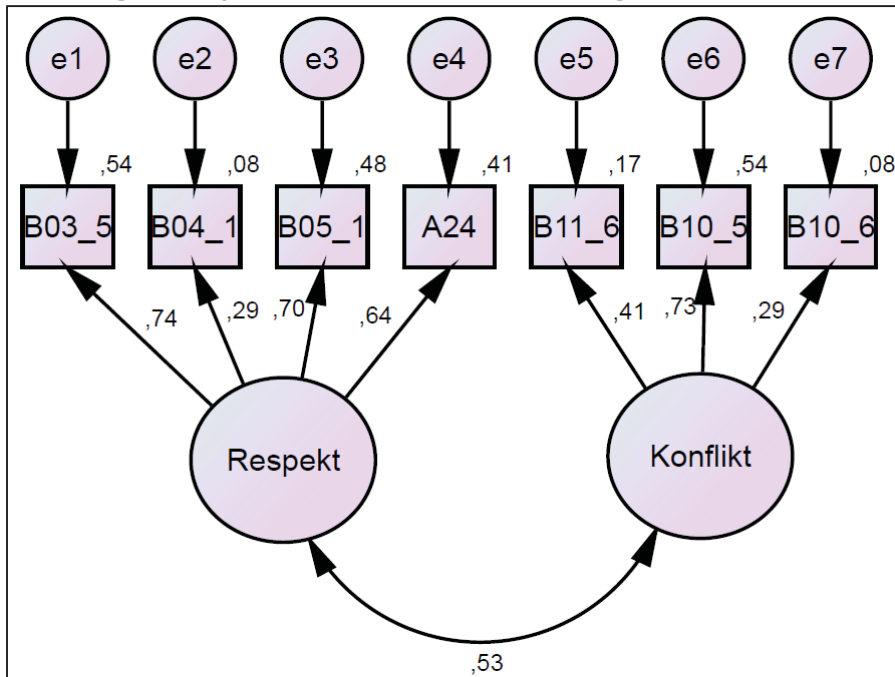 e1 e2 e3 e4 e5 e6 e7
,54 ,08 ,48 ,41 ,17 ,54 ,08
B03_5 B04_1 B05_1 A24 B11_6 B10_5 B10_6
,74 ,29 ,70 ,64 ,41 ,73 ,29
Respekt Konflikt
,53